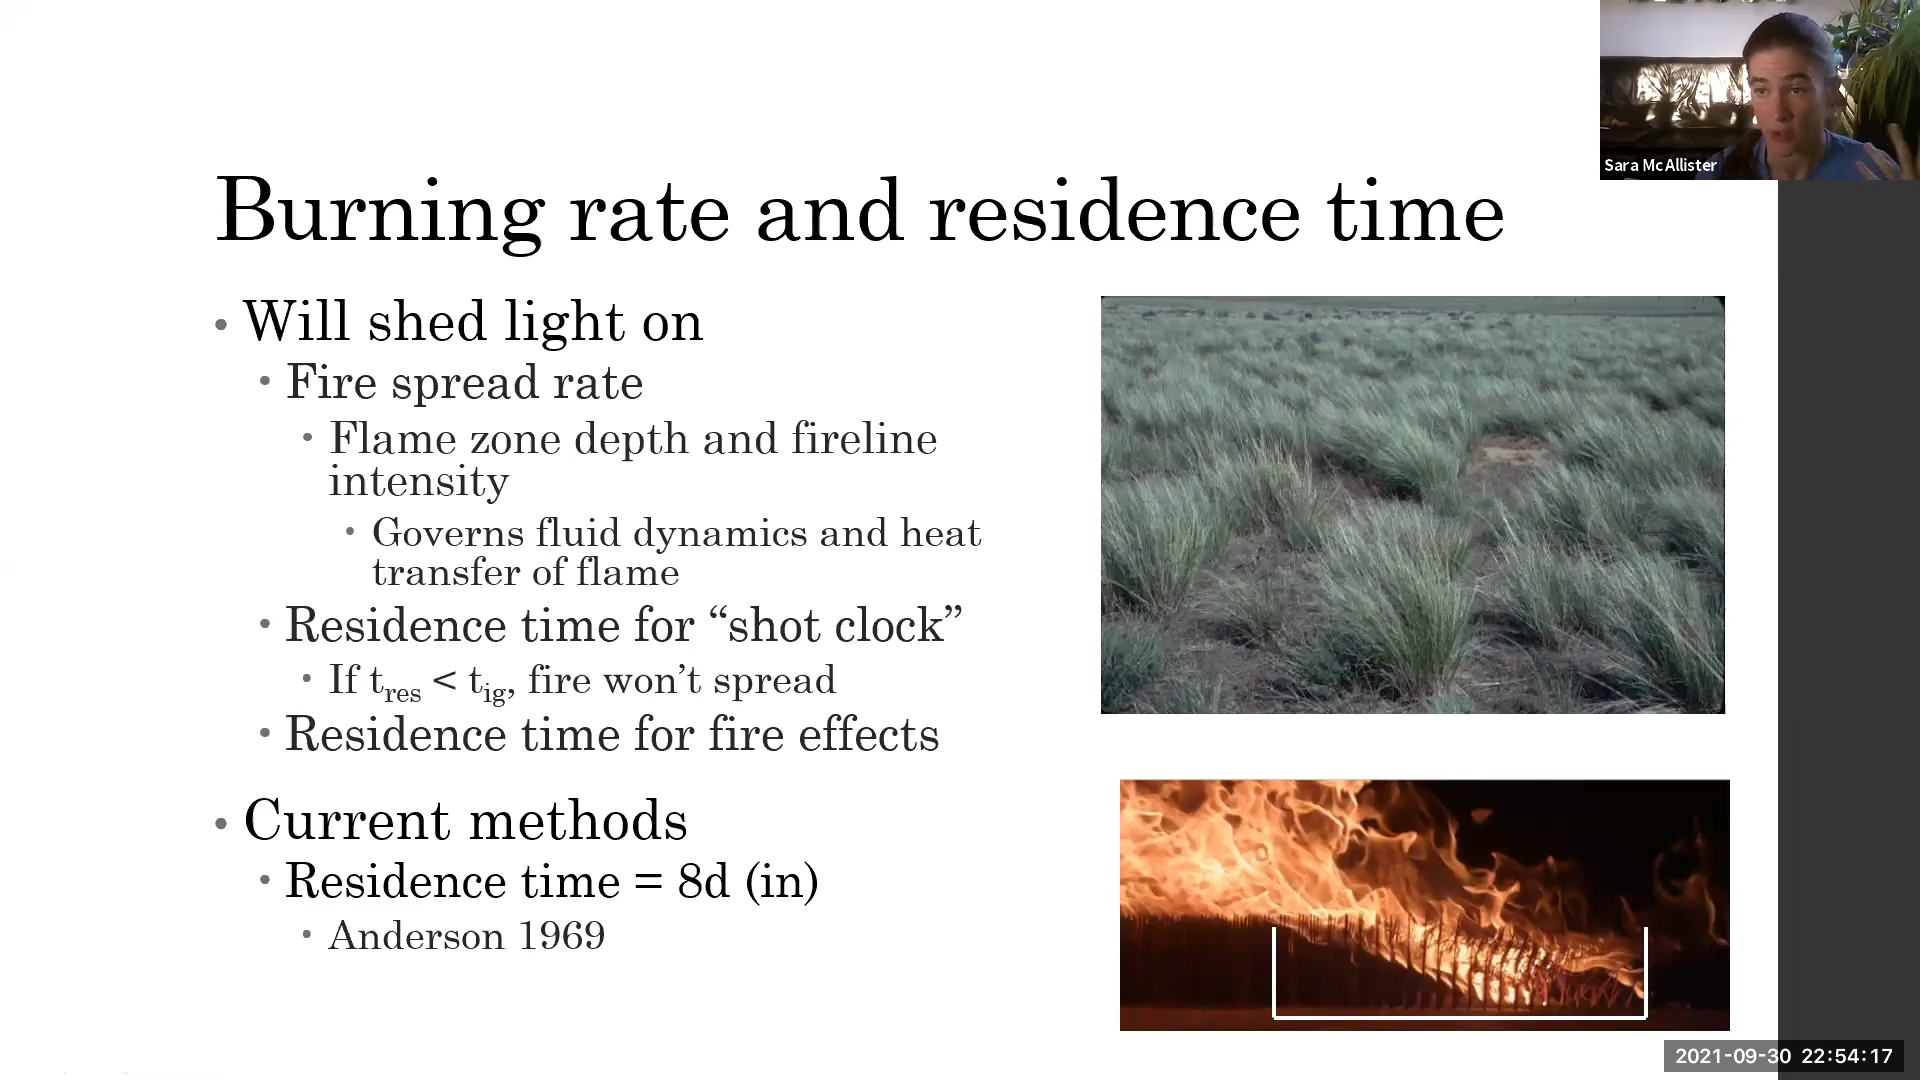 Sara McAllister
Burning rate and residence time
• Will shed light on
• Fire spread rate
• Flame zone depth and fireline
intensity
• Governs fluid dynamics and heat
transfer of flame
• Residence time for “shot clock”
• If tres < tig, fire won’t spread
• Residence time for fire effects
• Current methods
• Residence time = 8d (in)
• Anderson 1969
2021-09-30 22:54:17